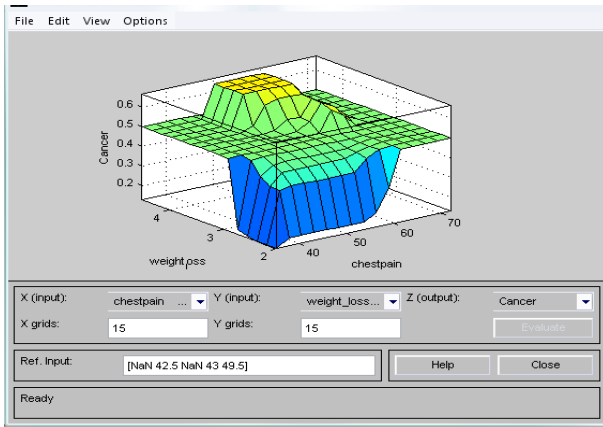 File Edit View Options
0.6
0.5
0.4
0.3
0.2
Cancer
4
3
2
weight_loss
40
50
60
70
chestpain
X (input): chestpain ... Y (input): weight_loss... Z (output): Cancer
X grids: 15 Y grids: 15 Evaluate
Ref. Input: [NaN 42.5 NaN 43 49.5] Help Close
Ready